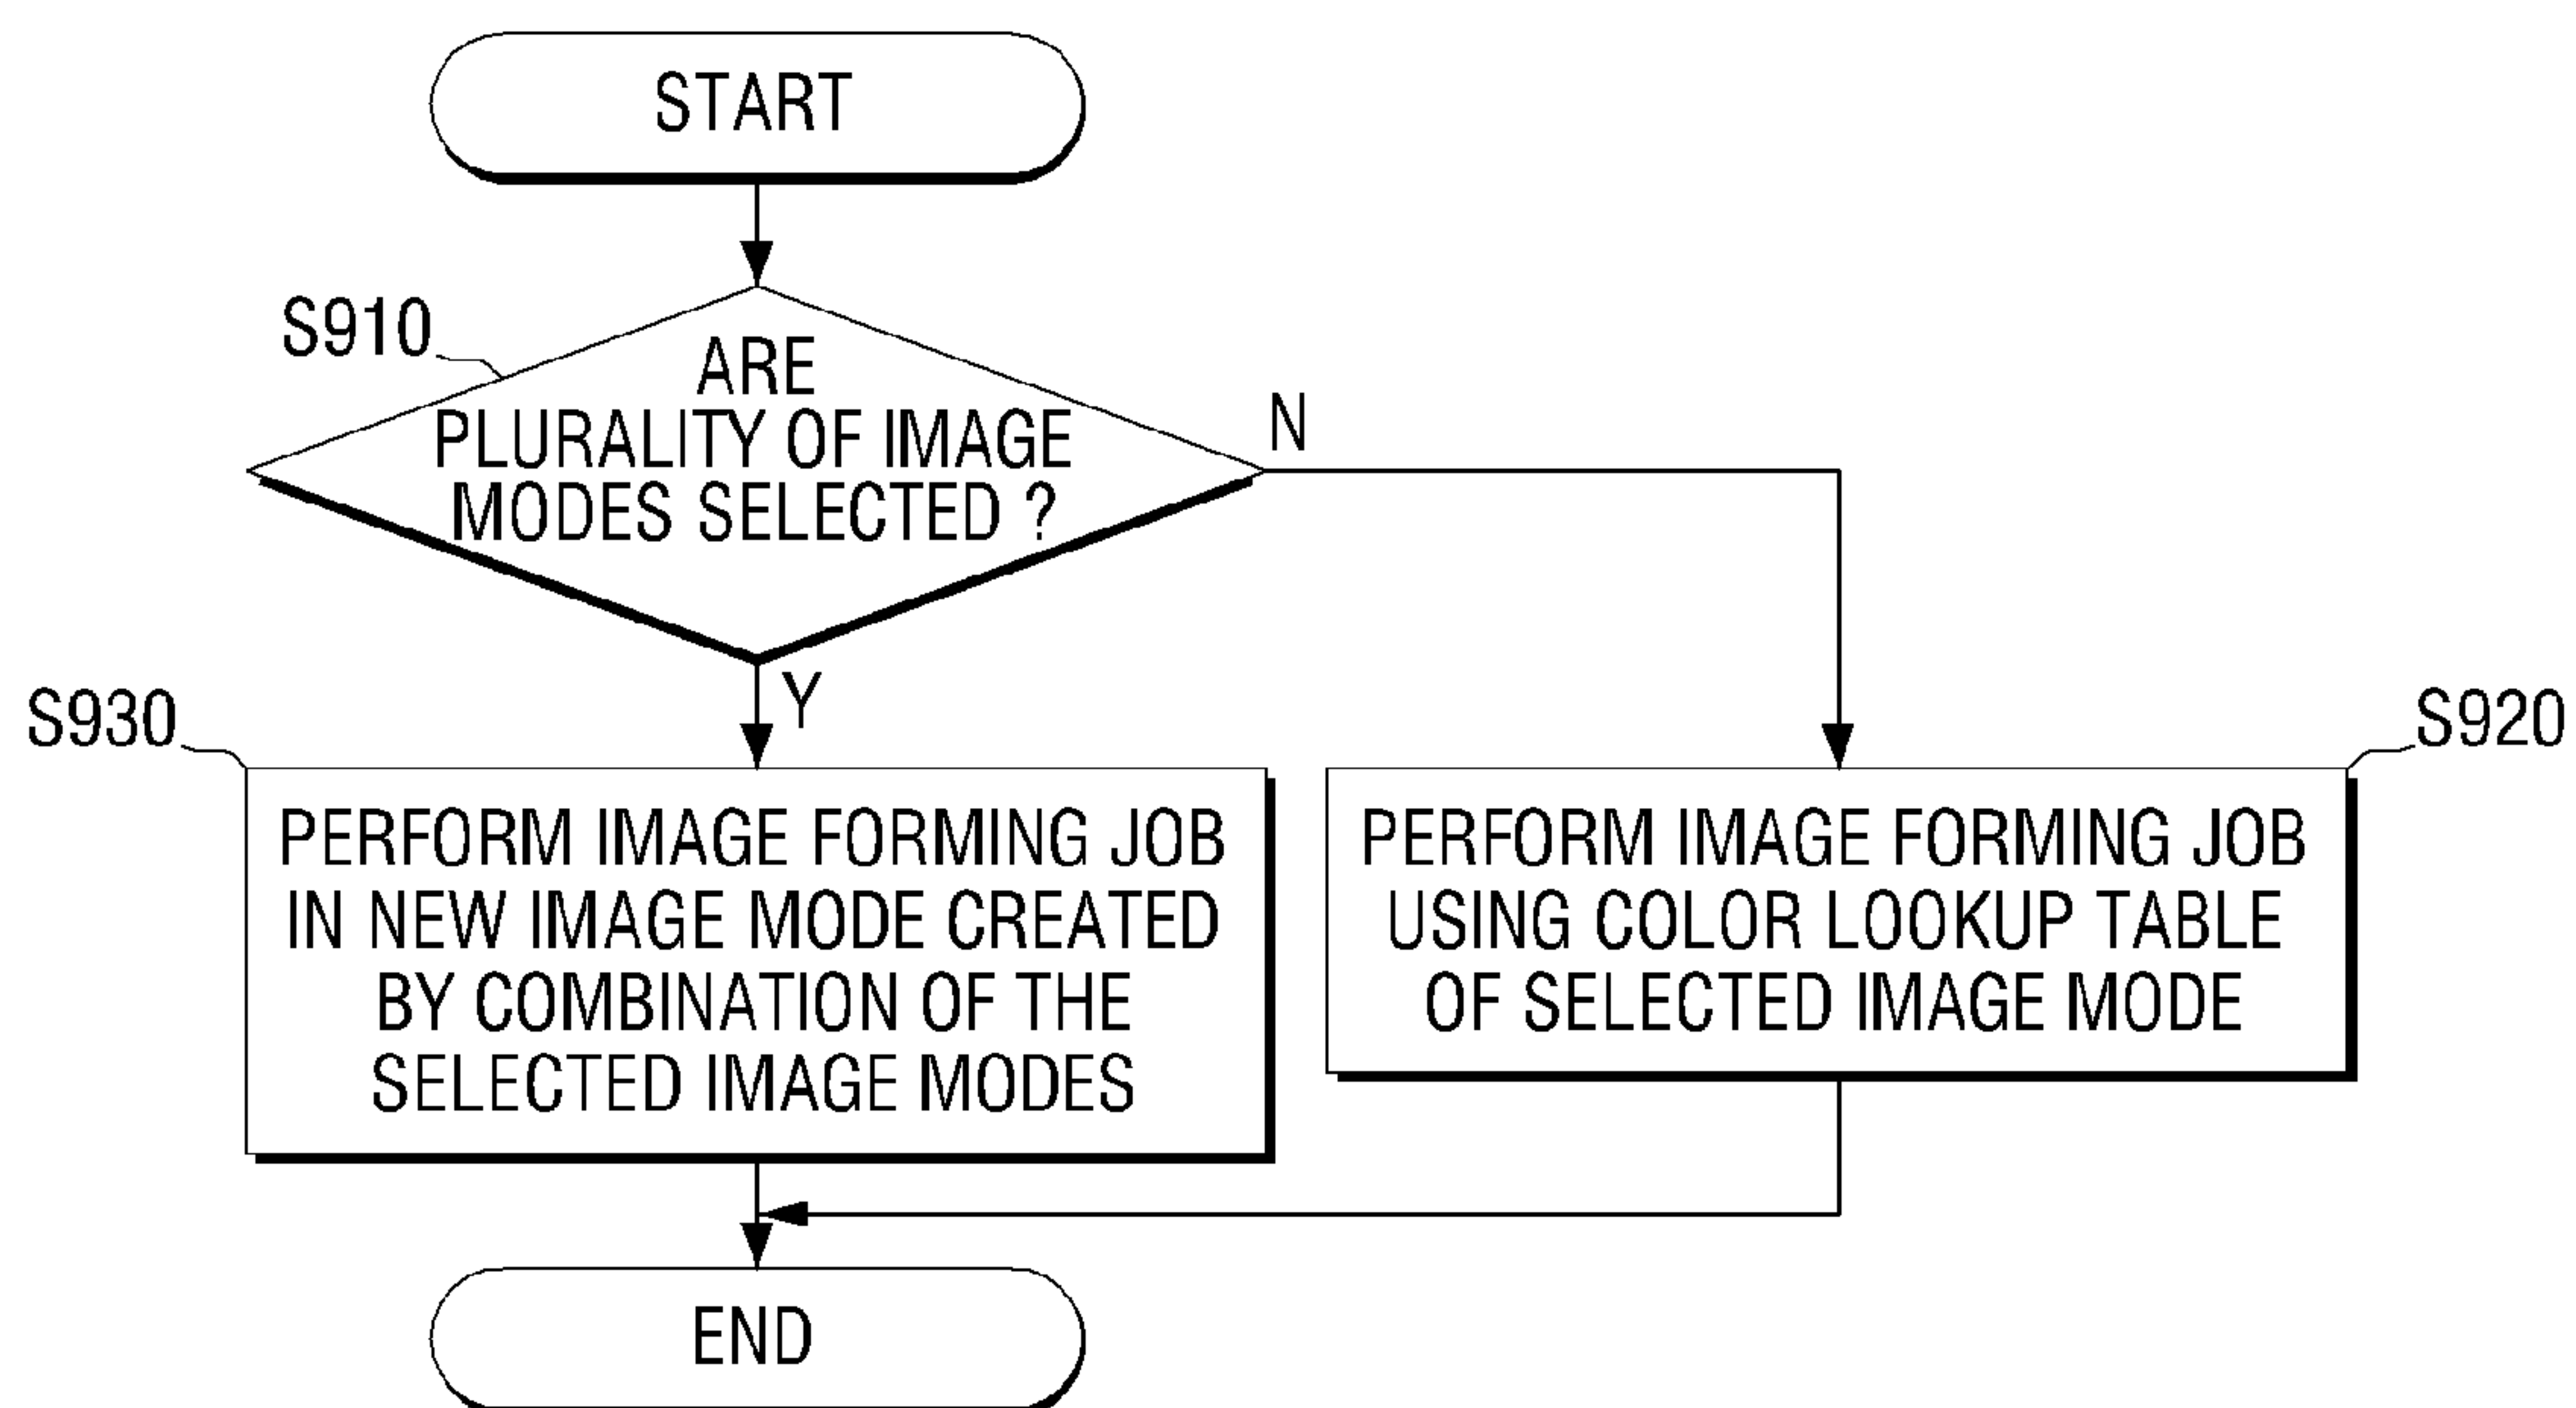 START
S910
ARE
PLURALITY OF IMAGE
MODES SELECTED ?
N
Y
S930
PERFORM IMAGE FORMING JOB
IN NEW IMAGE MODE CREATED
BY COMBINATION OF THE
SELECTED IMAGE MODES
S920
PERFORM IMAGE FORMING JOB
USING COLOR LOOKUP TABLE
OF SELECTED IMAGE MODE
END